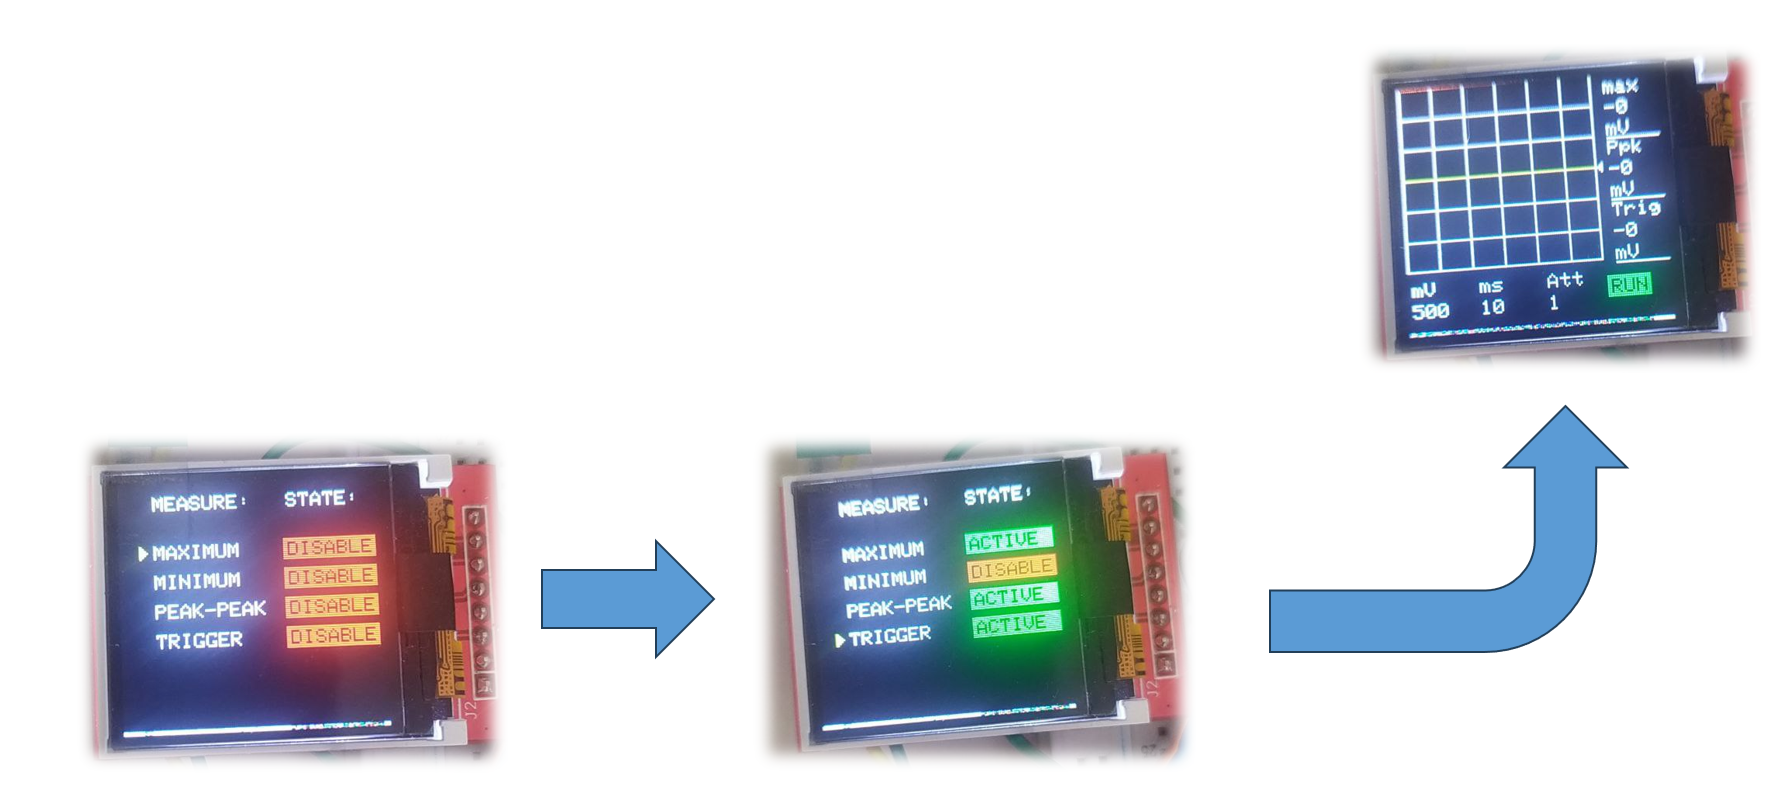 MEASURE: STATE:
MAXIMUM DISABLE
MINIMUM DISABLE
PEAK-PEAK DISABLE
TRIGGER DISABLE
J2
MEASURE: STATE:
MAXIMUM ACTIVE
MINIMUM DISABLE
PEAK-PEAK ACTIVE
TRIGGER ACTIVE
J2
max
-0
mV
Ppk
-0
mV
Trig
-0
mV
mV ms Att RUN
500 10 1